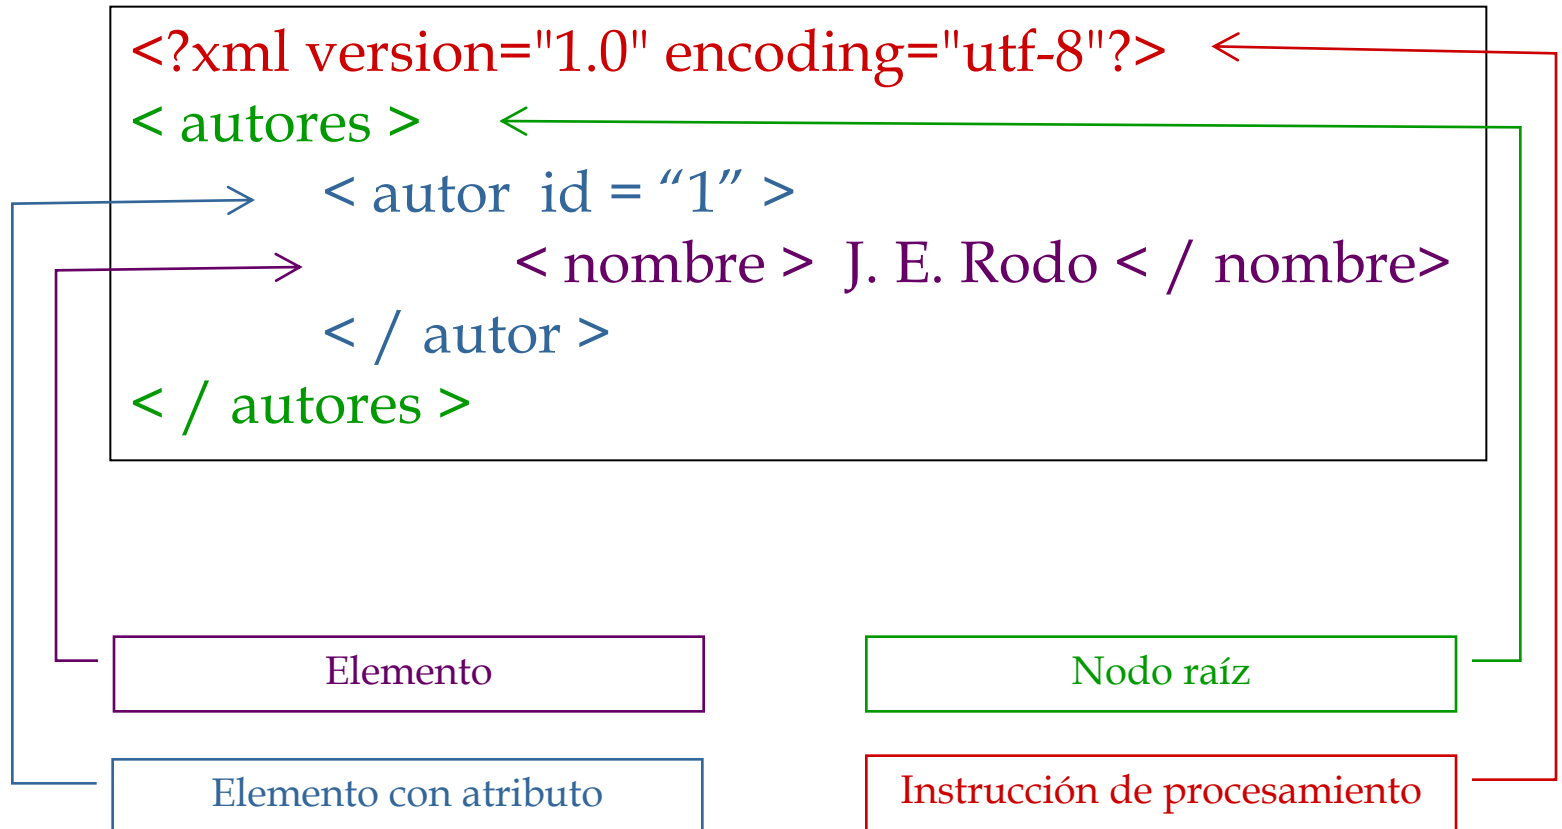 <?xml version="1.0" encoding="utf-8"?>
< autores >
< autor  id = “1” >
< nombre >  J. E. Rodo < / nombre>
< / autor >
< / autores >
Elemento
Nodo raíz
Elemento con atributo
Instrucción de procesamiento